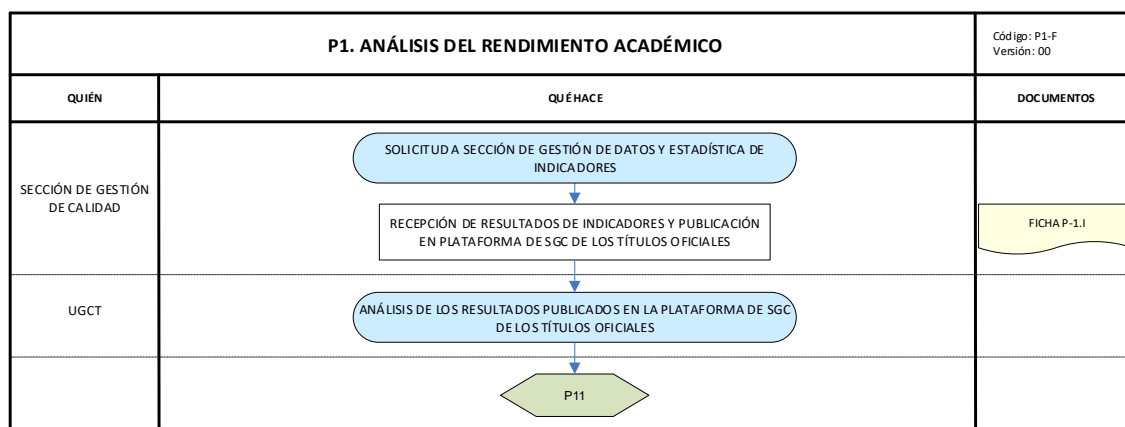 P1. ANÁLISIS DEL RENDIMIENTO ACADÉMICO
Código: P1-F
Versión: 00
QUIÉN
QUÉ HACE
DOCUMENTOS
SECCIÓN DE GESTIÓN
DE CALIDAD
SOLICITUD A SECCIÓN DE GESTIÓN DE DATOS Y ESTADÍSTICA DE
INDICADORES
RECEPCIÓN DE RESULTADOS DE INDICADORES Y PUBLICACIÓN
EN PLATAFORMA DE SGC DE LOS TÍTULOS OFICIALES
FICHA P-1.I
UGCT
ANÁLISIS DE LOS RESULTADOS PUBLICADOS EN LA PLATAFORMA DE SGC
DE LOS TÍTULOS OFICIALES
P11